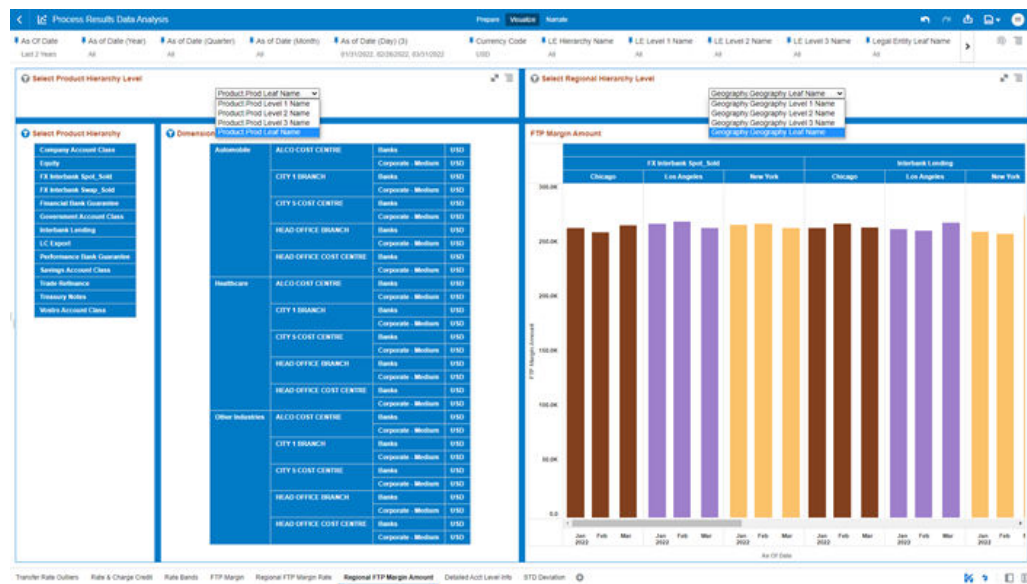 Process Results Data Analysis
Prepare Visualize Narrate
As Of Date
As of Date (Year)
As of Date (Quarter)
As of Date (Month)
As of Date (Day) (3)
Currency Code
LE Hierarchy Name
LE Level 1 Name
LE Level 2 Name
LE Level 3 Name
Legal Entity Leaf Name
Last 2 Years
All
All
All
01/31/2022, 02/28/2022, 03/31/2022
USD
All
All
All
All
All
Select Product Hierarchy Level
Product.Prod Leaf Name
Product.Prod Level 1 Name
Product.Prod Level 2 Name
Product.Prod Level 3 Name
Product.Prod Leaf Name
Select Regional Hierarchy Level
Geography.Geography Leaf Name
Geography.Geography Level 1 Name
Geography.Geography Level 2 Name
Geography.Geography Level 3 Name
Geography.Geography Leaf Name
Select Product Hierarchy
Company Account Class
Equity
FX Interbank Spot_Sold
FX Interbank Swap_Sold
Financial Bank Guarantee
Government Account Class
Interbank Lending
LC Export
Performance Bank Guarantee
Savings Account Class
Trade Refinance
Treasury Notes
Vostro Account Class
Dimension
Automobile ALCO COST CENTRE Banks USD
Corporate - Medium USD
CITY 1 BRANCH Banks USD
Corporate - Medium USD
CITY 5 COST CENTRE Banks USD
Corporate - Medium USD
HEAD OFFICE BRANCH Banks USD
Corporate - Medium USD
HEAD OFFICE COST CENTRE Banks USD
Corporate - Medium USD
Healthcare ALCO COST CENTRE Banks USD
Corporate - Medium USD
CITY 1 BRANCH Banks USD
Corporate - Medium USD
CITY 5 COST CENTRE Banks USD
Corporate - Medium USD
HEAD OFFICE BRANCH Banks USD
Corporate - Medium USD
HEAD OFFICE COST CENTRE Banks USD
Corporate - Medium USD
Other Industries ALCO COST CENTRE Banks USD
Corporate - Medium USD
CITY 1 BRANCH Banks USD
Corporate - Medium USD
CITY 5 COST CENTRE Banks USD
Corporate - Medium USD
HEAD OFFICE BRANCH Banks USD
Corporate - Medium USD
HEAD OFFICE COST CENTRE Banks USD
Corporate - Medium USD
FTP Margin Amount
FX Interbank Spot_Sold Interbank Lending
Chicago Los Angeles New York Chicago Los Angeles New York
300.0K
250.0K
200.0K
150.0K
100.0K
50.0K
0.0
FTP Margin Amount
Jan Feb Mar Jan Feb Mar Jan Feb Mar Jan Feb Mar Jan Feb Mar Jan Feb
2022 2022 2022 2022 2022 2022
As Of Date
Transfer Rate Outliers Rate & Charge Credit Rate Bands FTP Margin Regional FTP Margin Rate Regional FTP Margin Amount Detailed Acct Level Info STD Deviation